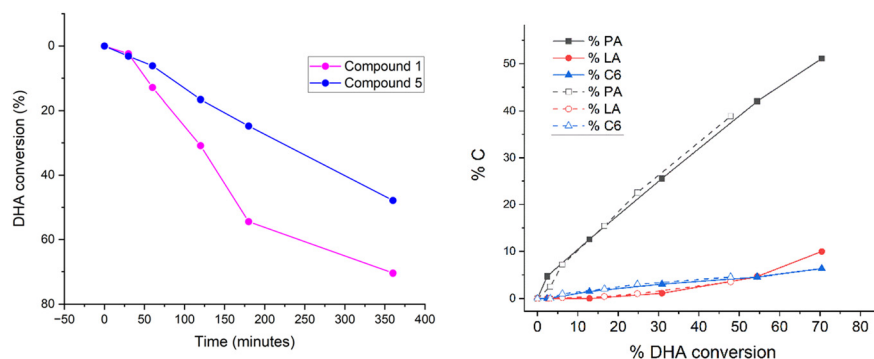 0
20
40
60
80
DHA conversion (%)
Compound 1
Compound 5
−50 0 50 100 150 200 250 300 350 400
Time (minutes)
% PA
% LA
% C6
% PA
% LA
% C6
50
40
30
20
10
0
% C
0 10 20 30 40 50 60 70 80
% DHA conversion